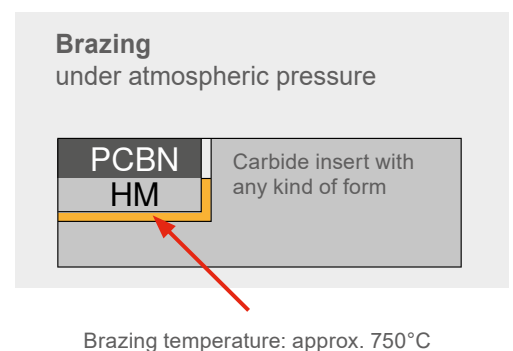 Brazing
under atmospheric pressure
PCBN
HM
Carbide insert with
any kind of form
Brazing temperature: approx. 750°C